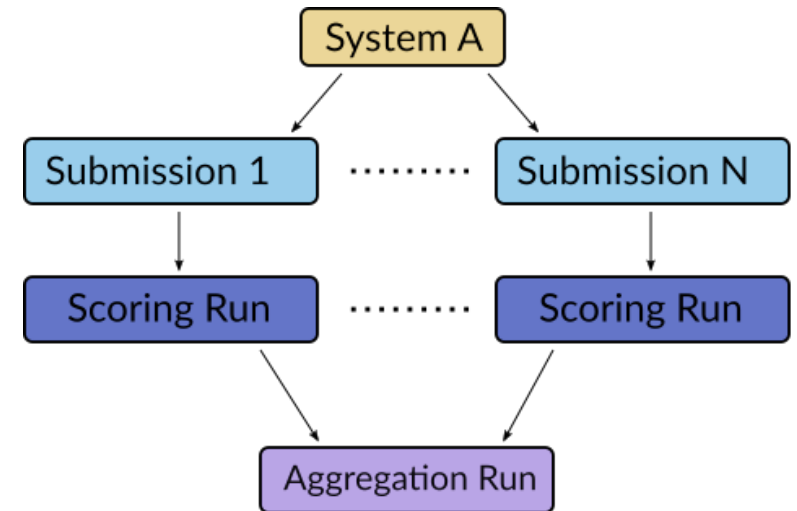 System A
Submission 1
Submission N
Scoring Run
Scoring Run
Aggregation Run